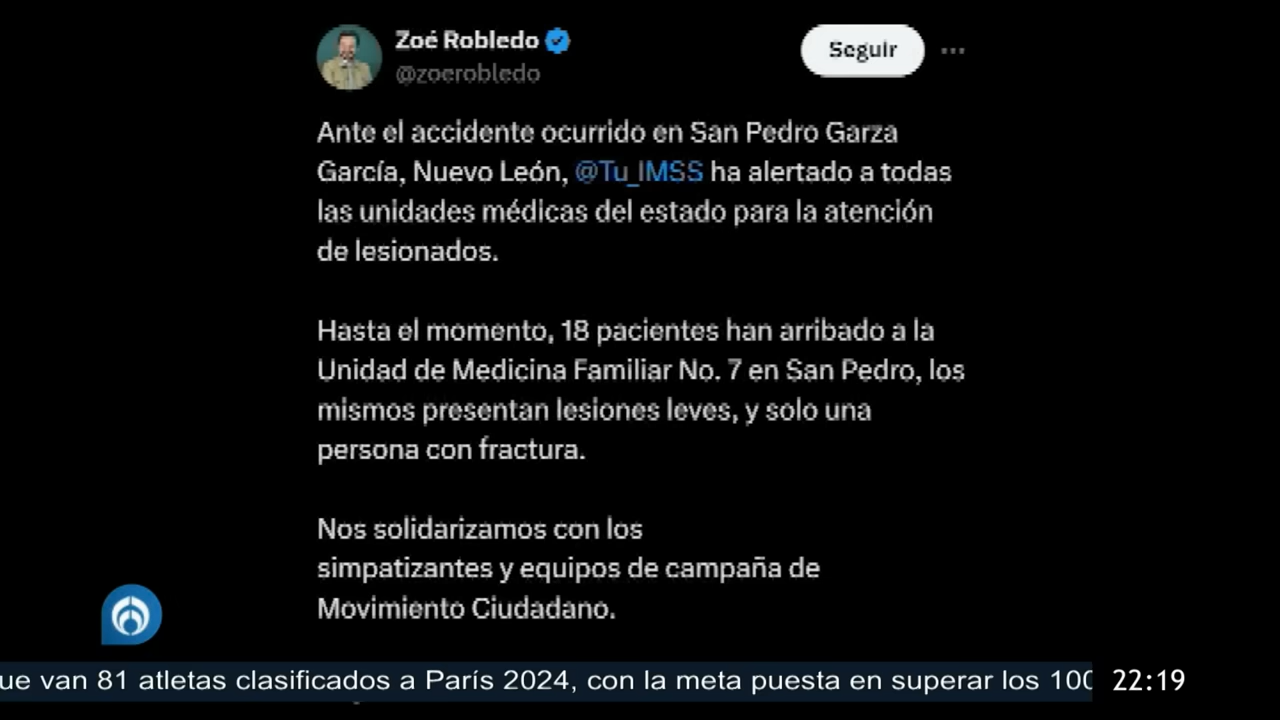 Zoé Robledo
@zoerobledo
Seguir
Ante el accidente ocurrido en San Pedro Garza
García, Nuevo León, @Tu_IMSS ha alertado a todas
las unidades médicas del estado para la atención
de lesionados.
Hasta el momento, 18 pacientes han arribado a la
Unidad de Medicina Familiar No. 7 en San Pedro, los
mismos presentan lesiones leves, y solo una
persona con fractura.
Nos solidarizamos con los
simpatizantes y equipos de campaña de
Movimiento Ciudadano.
ue van 81 atletas clasificados a París 2024, con la meta puesta en superar los 100
22:19